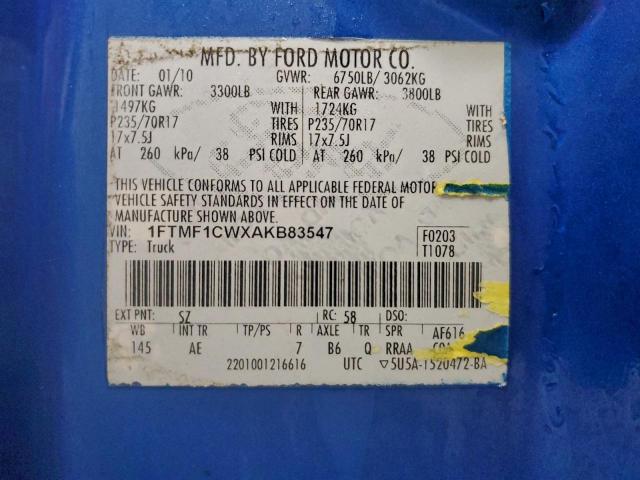 MFD. BY FORD MOTOR CO.
DATE: 01/10 GVWR: 6750LB/ 3062KG
FRONT GAWR: 3300LB REAR GAWR: 3800LB
1497KG WITH 1724KG WITH
P235/70R17 TIRES P235/70R17 TIRES
17x7.5J RIMS 17x7.5J RIMS
AT 260 kPa/ 38 PSI COLD AT 260 kPa/ 38 PSI COLD
THIS VEHICLE CONFORMS TO ALL APPLICABLE FEDERAL MOTOR
VEHICLE SAFETY STANDARDS IN EFFECT ON THE DATE OF
MANUFACTURE SHOWN ABOVE.
VIN: 1FTMF1CWXAKB83547 F0203
TYPE: Truck T1078
EXT PNT: SZ RC: 58 DSO:
WB INT TR TP/PS R AXLE TR SPR AF616
145 AE 7 B6 Q RRAA
2201001216616 UTC ▽5U5A-1520472-BA